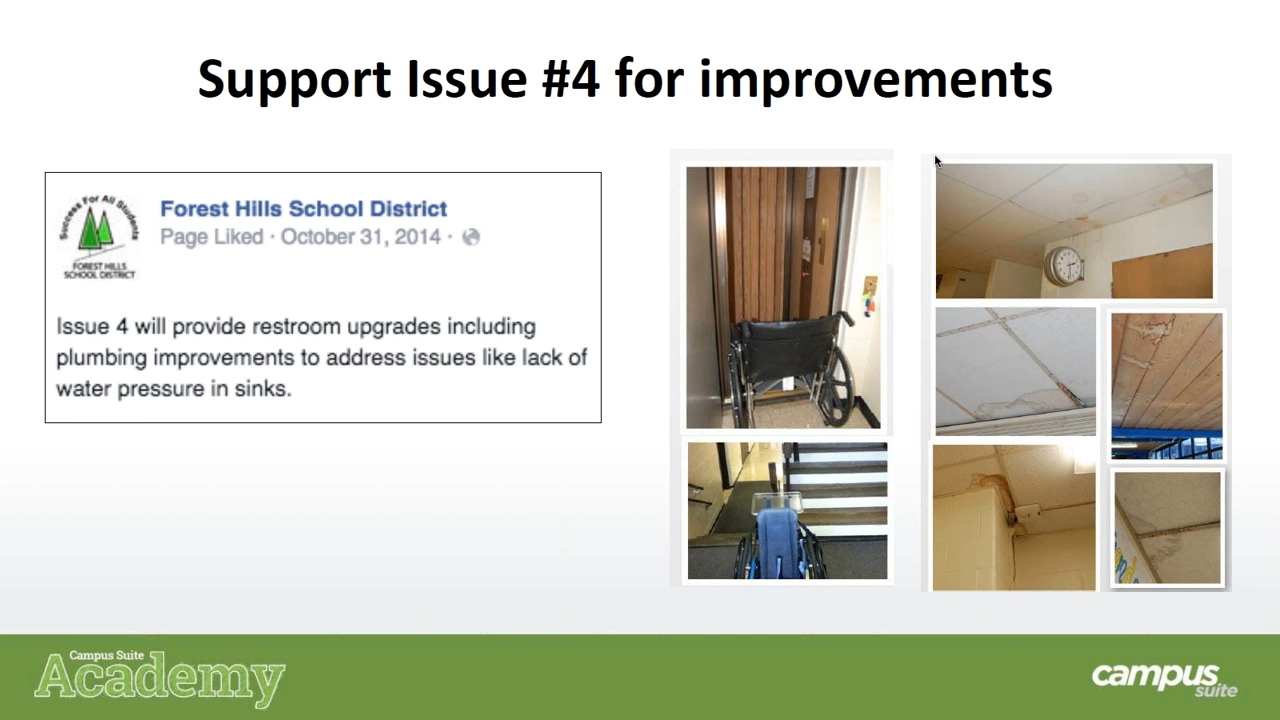 Support Issue #4 for improvements
Success For All Students
FOREST HILLS
SCHOOL DISTRICT
Forest Hills School District
Page Liked · October 31, 2014 ·
Issue 4 will provide restroom upgrades including
plumbing improvements to address issues like lack of
water pressure in sinks.
Campus Suite
Academy
campus
suite